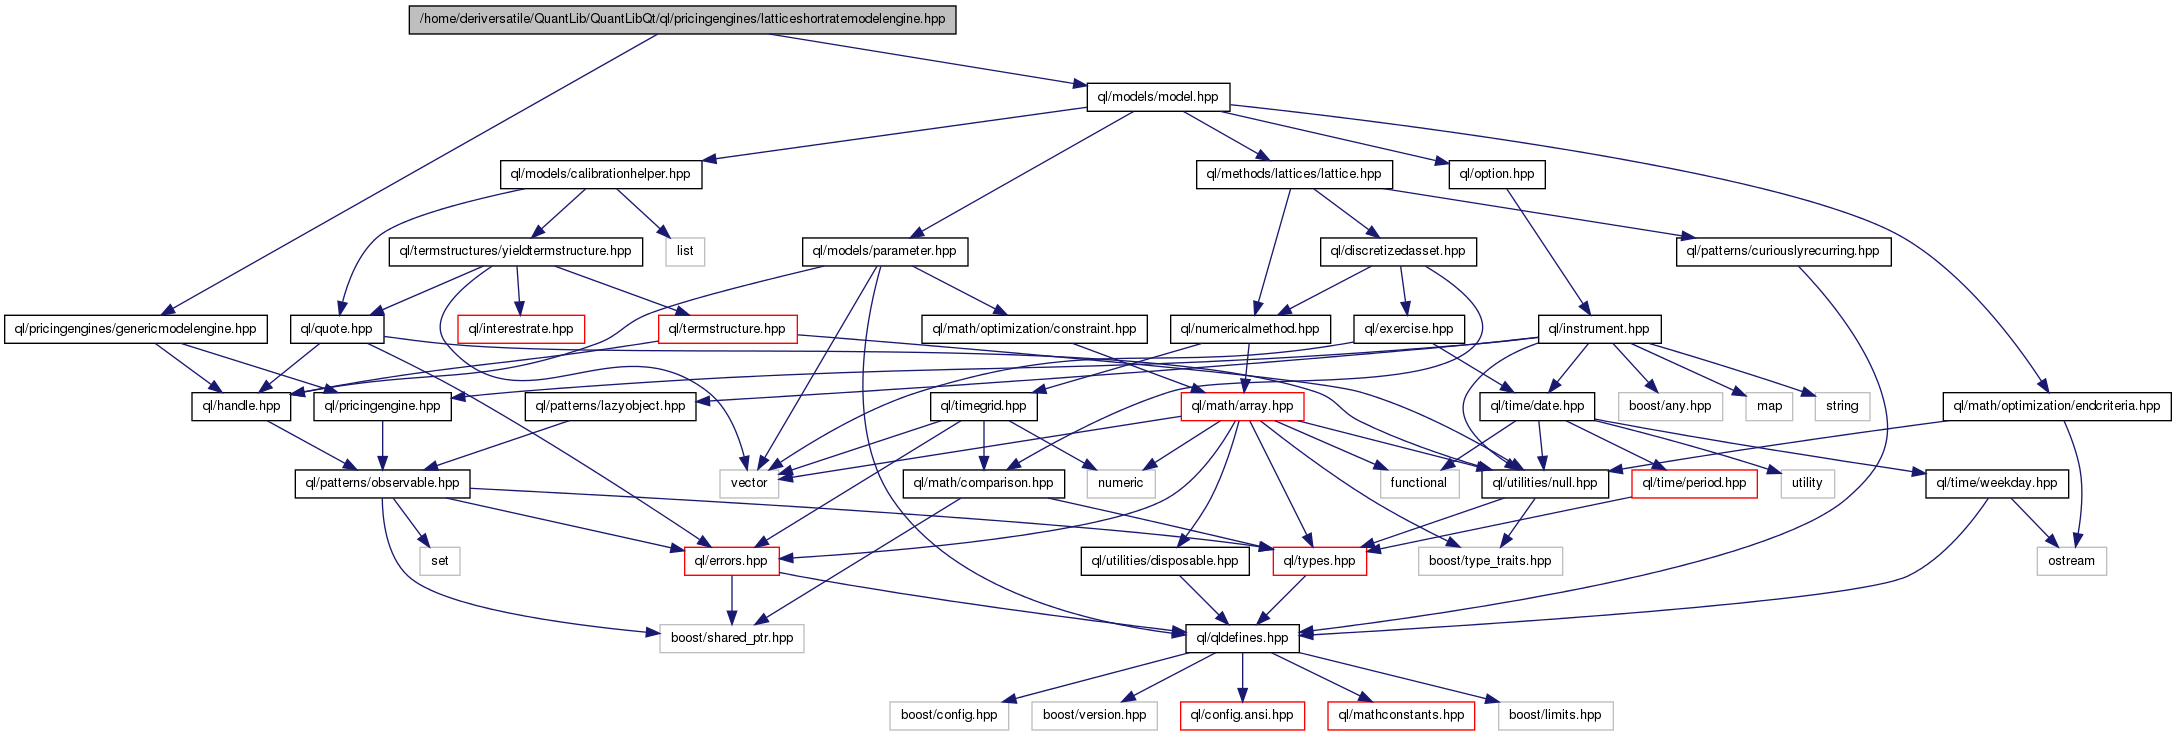 /home/deriversatile/QuantLib/QuantLibQt/ql/pricingengines/latticeshortratemodelengine.hpp
ql/models/model.hpp
ql/models/calibrationhelper.hpp
ql/methods/lattices/lattice.hpp
ql/option.hpp
ql/termstructures/yieldtermstructure.hpp
list
ql/models/parameter.hpp
ql/discretizedasset.hpp
ql/patterns/curiouslyrecurring.hpp
ql/pricingengines/genericmodelengine.hpp
ql/quote.hpp
ql/interestrate.hpp
ql/termstructure.hpp
ql/math/optimization/constraint.hpp
ql/numericalmethod.hpp
ql/exercise.hpp
ql/instrument.hpp
ql/handle.hpp
ql/pricingengine.hpp
ql/patterns/lazyobject.hpp
ql/timegrid.hpp
ql/math/array.hpp
ql/time/date.hpp
boost/any.hpp
map
string
ql/math/optimization/endcriteria.hpp
ql/patterns/observable.hpp
vector
ql/math/comparison.hpp
numeric
functional
ql/utilities/null.hpp
ql/time/period.hpp
utility
ql/time/weekday.hpp
set
ql/errors.hpp
ql/utilities/disposable.hpp
ql/types.hpp
boost/type_traits.hpp
ostream
boost/shared_ptr.hpp
ql/qldefines.hpp
boost/config.hpp
boost/version.hpp
ql/config.ansi.hpp
ql/mathconstants.hpp
boost/limits.hpp